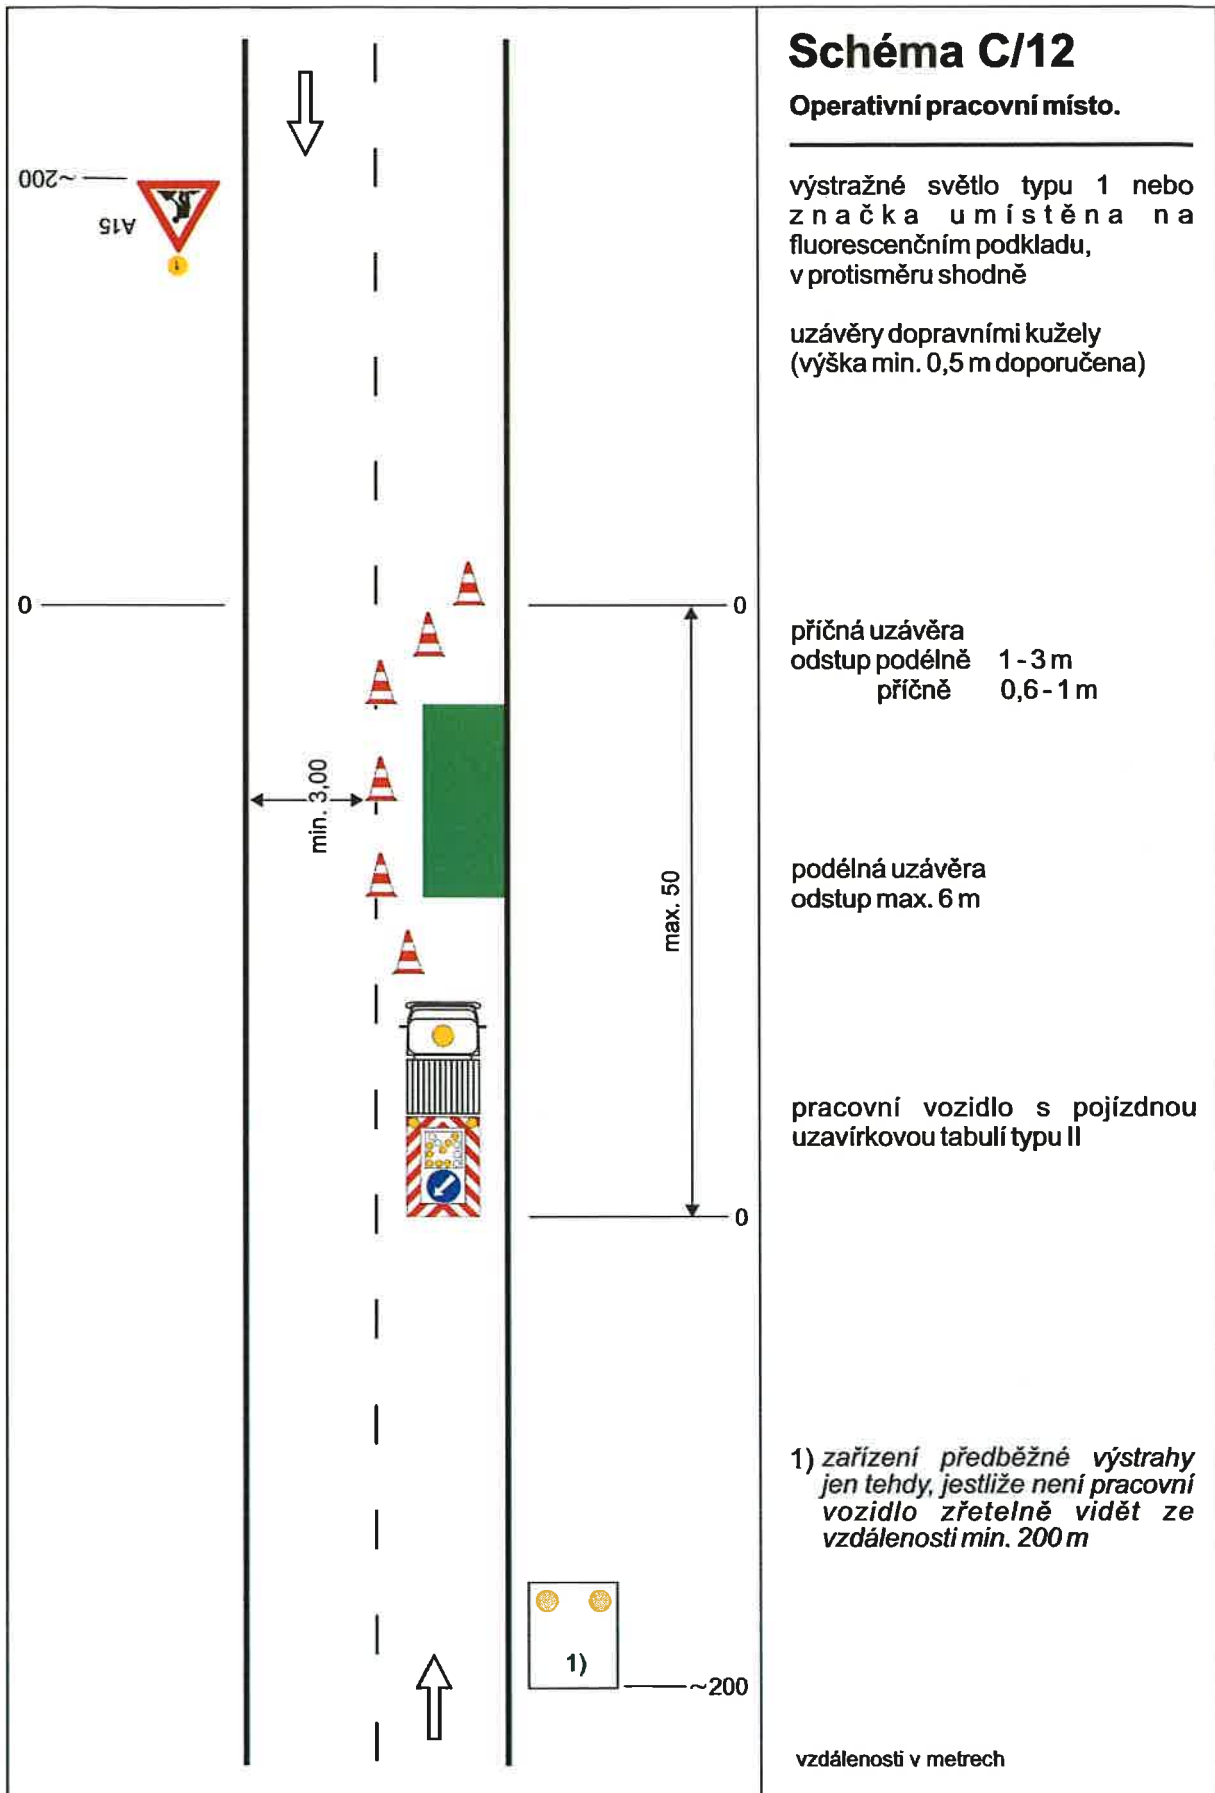 Schéma C/12
Operativní pracovní místo.
výstražné světlo typu 1 nebo
značka umístěna na
fluorescenčním podkladu,
v protisměru shodně
uzávěry dopravními kužely
(výška min. 0,5 m doporučena)
~200
A15
1
0
0
příčná uzávěra
odstup podélně 1 - 3 m
příčně 0,6 - 1 m
min. 3,00
max. 50
podélná uzávěra
odstup max. 6 m
pracovní vozidlo s pojízdnou
uzavírkovou tabulí typu II
0
1) zařízení předběžné výstrahy
jen tehdy, jestliže není pracovní
vozidlo zřetelně vidět ze
vzdálenosti min. 200 m
1)
~200
vzdálenosti v metrech